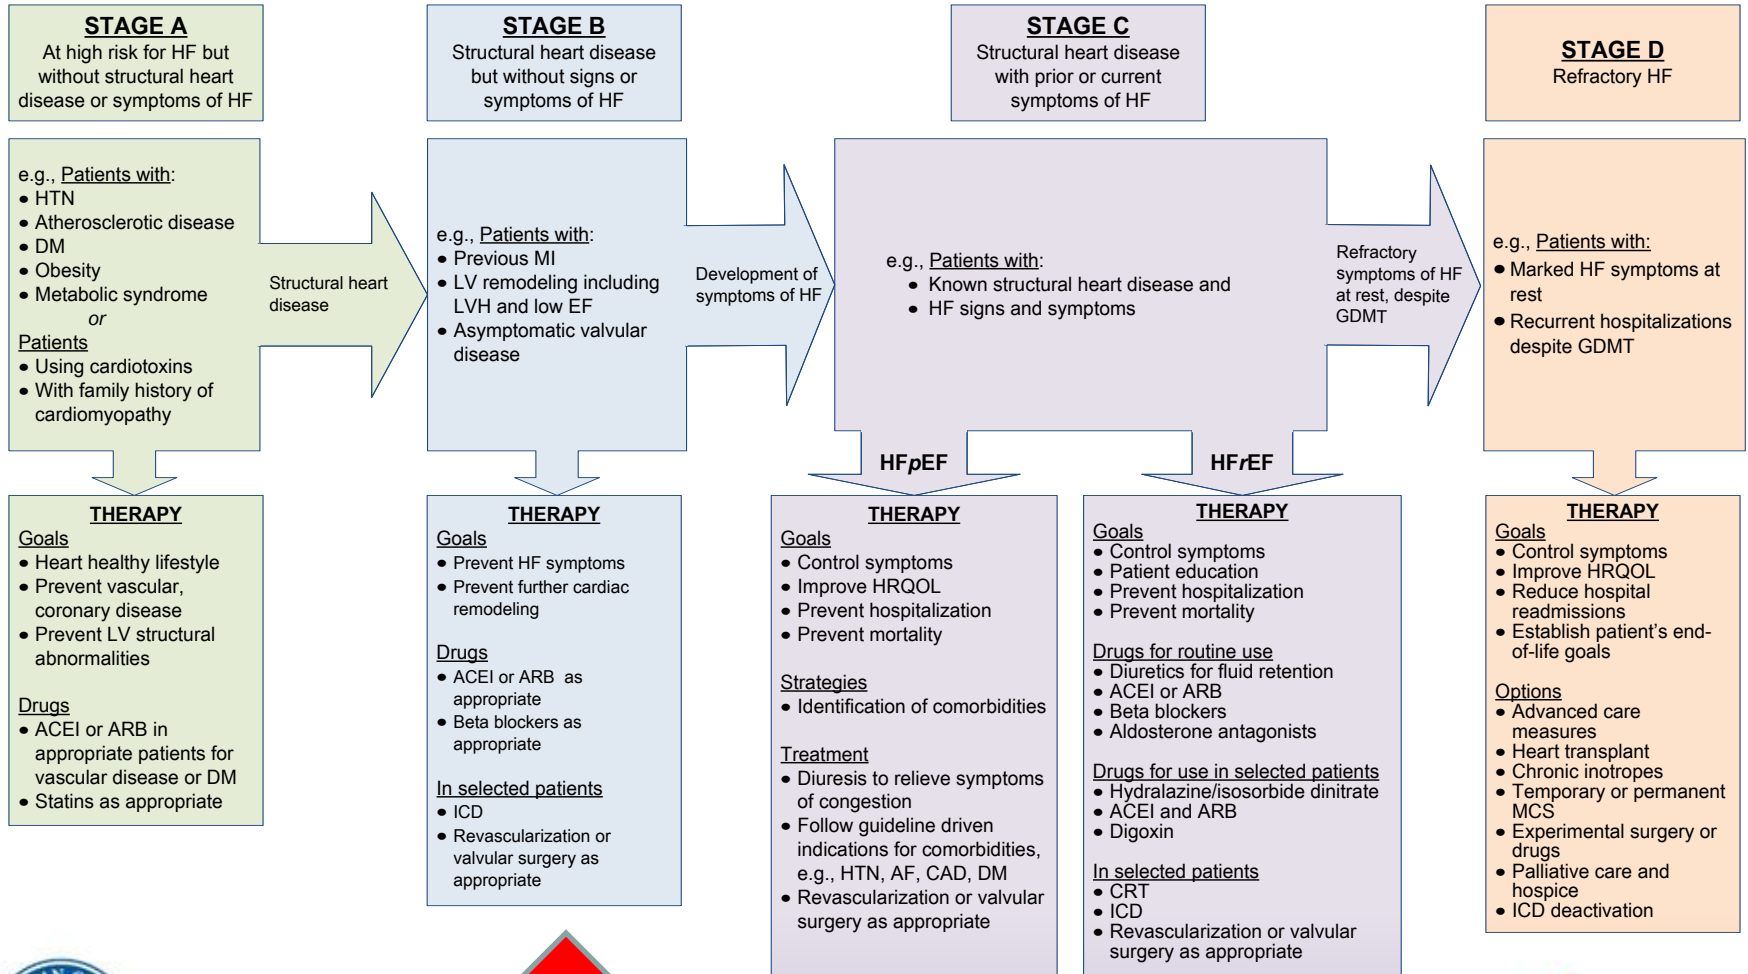 STAGE A
At high risk for HF but
without structural heart
disease or symptoms of HF
STAGE B
Structural heart disease
but without signs or
symptoms of HF
STAGE C
Structural heart disease
with prior or current
symptoms of HF
STAGE D
Refractory HF
e.g., Patients with:
• HTN
• Atherosclerotic disease
• DM
• Obesity
• Metabolic syndrome
or
Patients
• Using cardiotoxins
• With family history of
cardiomyopathy
Structural heart
disease
e.g., Patients with:
• Previous MI
• LV remodeling including
LVH and low EF
• Asymptomatic valvular
disease
Development of
symptoms of HF
e.g., Patients with:
• Known structural heart disease and
• HF signs and symptoms
Refractory
symptoms of HF
at rest, despite
GDMT
e.g., Patients with:
• Marked HF symptoms at
rest
• Recurrent hospitalizations
despite GDMT
HFpEF
HFrEF
THERAPY
Goals
• Heart healthy lifestyle
• Prevent vascular,
coronary disease
• Prevent LV structural
abnormalities
Drugs
• ACEI or ARB in
appropriate patients for
vascular disease or DM
• Statins as appropriate
THERAPY
Goals
• Prevent HF symptoms
• Prevent further cardiac
remodeling
Drugs
• ACEI or ARB as
appropriate
• Beta blockers as
appropriate
In selected patients
• ICD
• Revascularization or
valvular surgery as
appropriate
THERAPY
Goals
• Control symptoms
• Improve HRQOL
• Prevent hospitalization
• Prevent mortality
Strategies
• Identification of comorbidities
Treatment
• Diuresis to relieve symptoms
of congestion
• Follow guideline driven
indications for comorbidities,
e.g., HTN, AF, CAD, DM
• Revascularization or valvular
surgery as appropriate
THERAPY
Goals
• Control symptoms
• Patient education
• Prevent hospitalization
• Prevent mortality
Drugs for routine use
• Diuretics for fluid retention
• ACEI or ARB
• Beta blockers
• Aldosterone antagonists
Drugs for use in selected patients
• Hydralazine/isosorbide dinitrate
• ACEI and ARB
• Digoxin
In selected patients
• CRT
• ICD
• Revascularization or valvular
surgery as appropriate
THERAPY
Goals
• Control symptoms
• Improve HRQOL
• Reduce hospital
readmissions
• Establish patient's end-
of-life goals
Options
• Advanced care
measures
• Heart transplant
• Chronic inotropes
• Temporary or permanent
MCS
• Experimental surgery or
drugs
• Palliative care and
hospice
• ICD deactivation